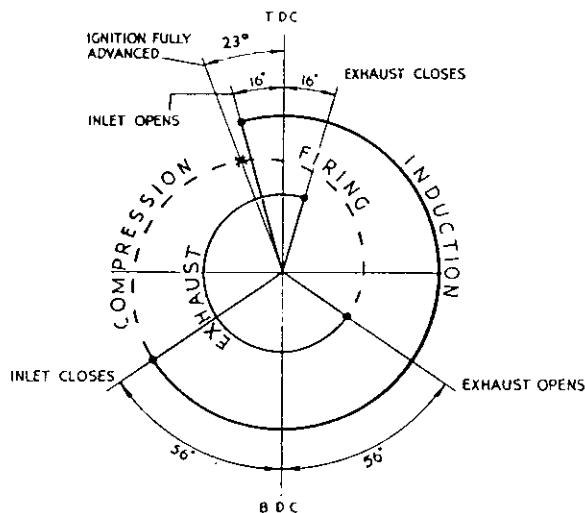 TDC
IGNITION FULLY
ADVANCED
23°
16°
16°
EXHAUST CLOSES
INLET OPENS
FIRING
INDUCTION
COMPRESSION
EXHAUST
INLET CLOSES
EXHAUST OPENS
56°
56°
BDC